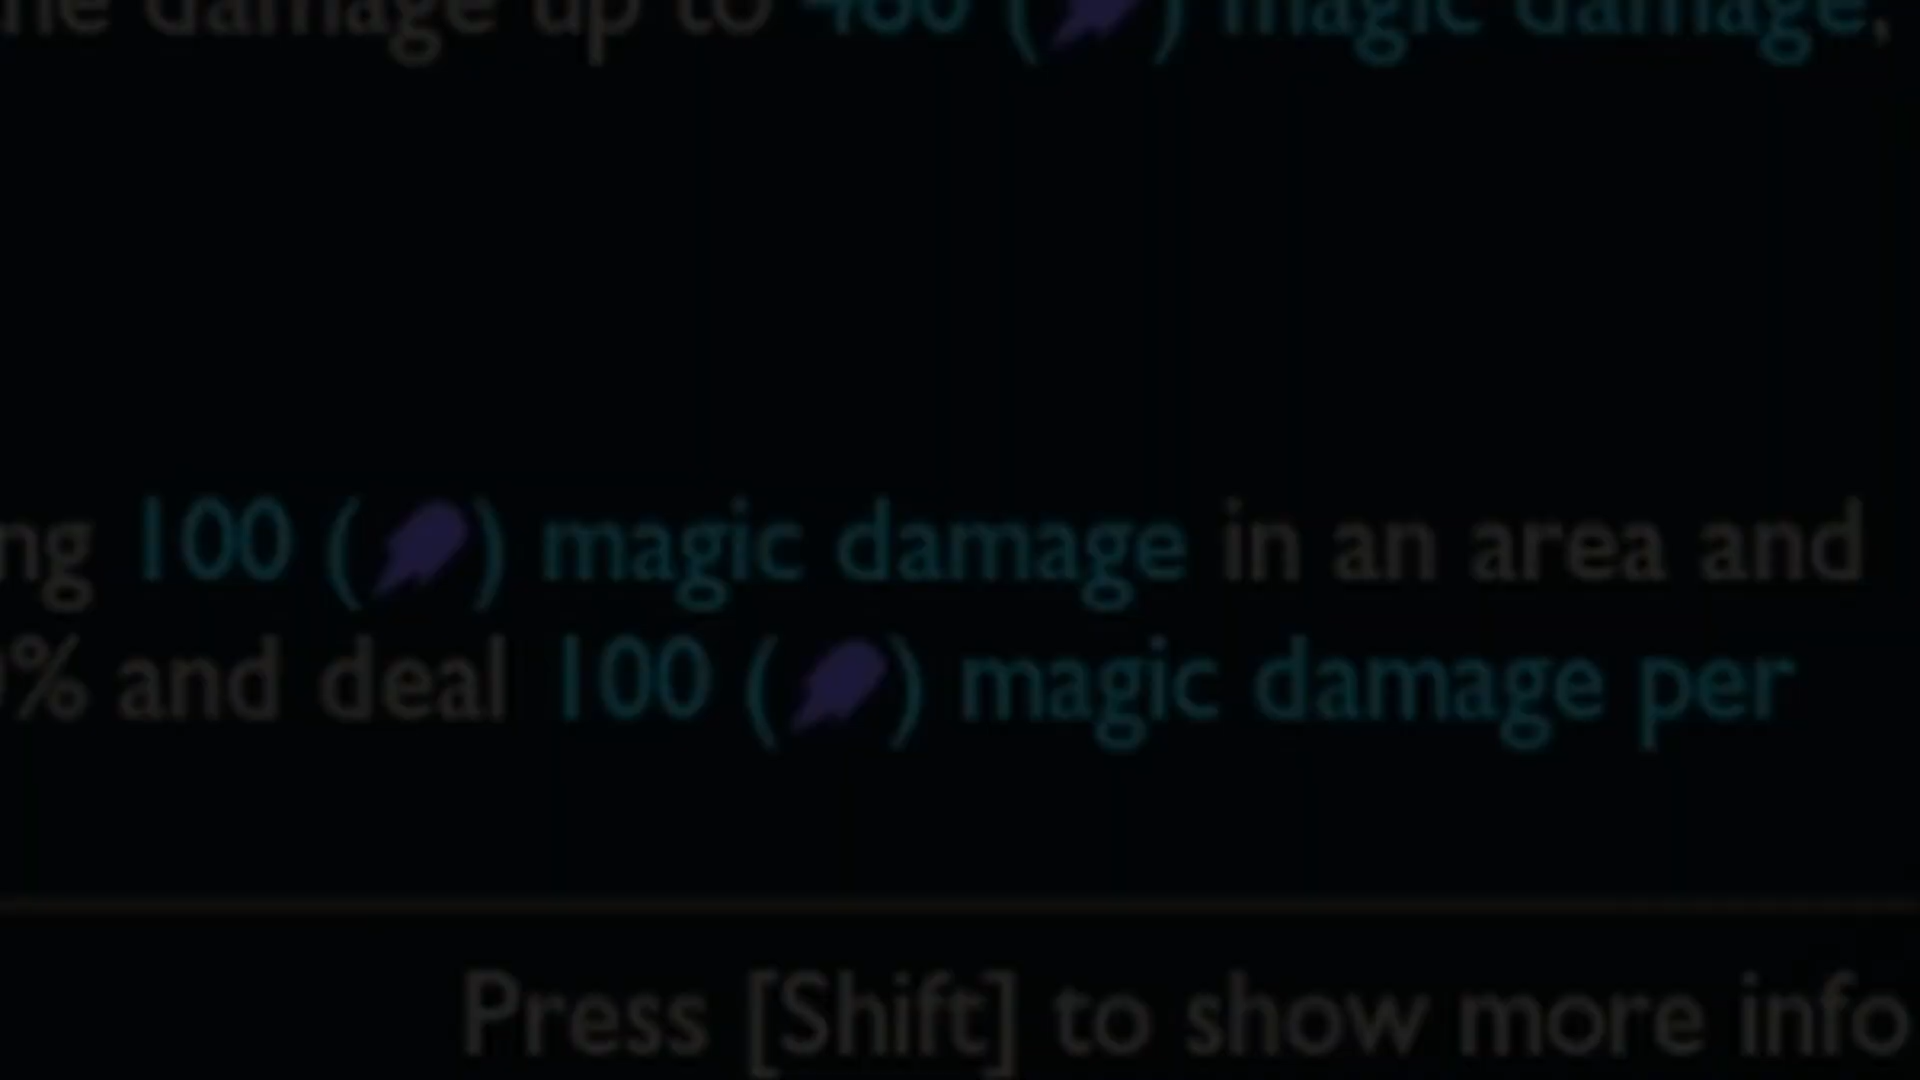 damage up to 480 ( ) magic damage,
ng 100 ( ) magic damage in an area and
% and deal 100 ( ) magic damage per
Press [Shift] to show more info